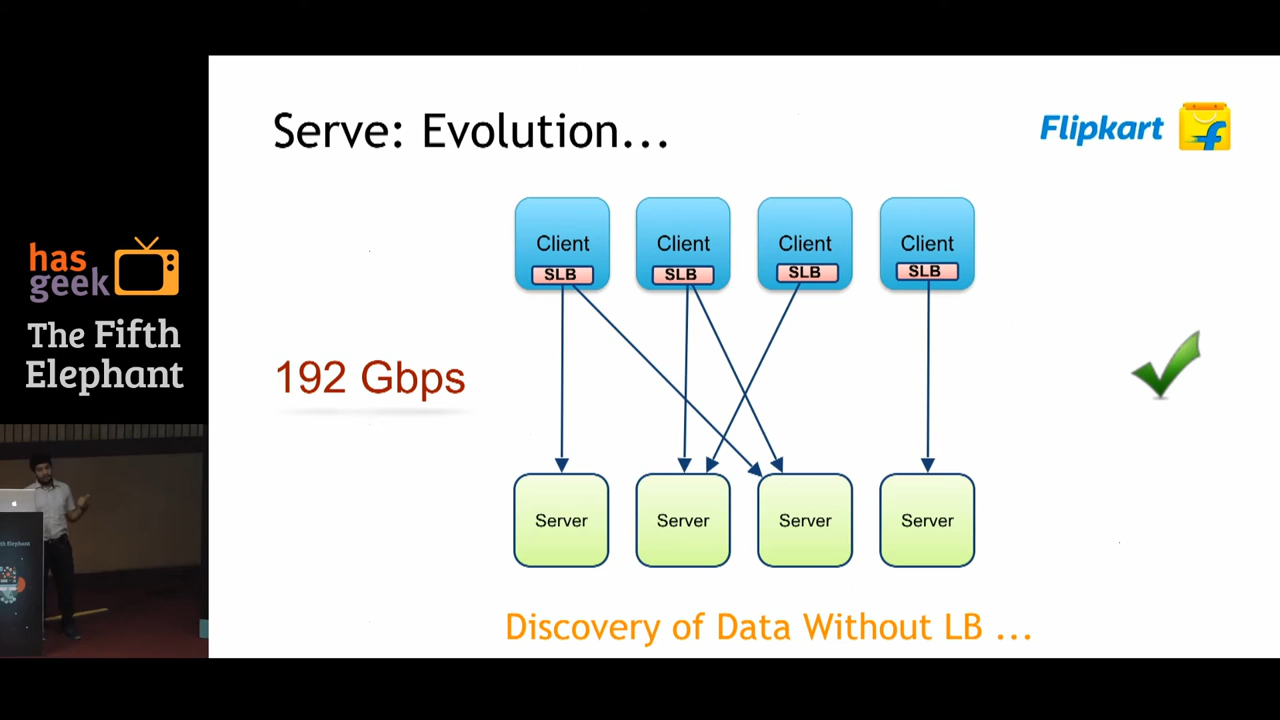 Serve: Evolution...
Flipkart
has
geek
The Fifth
Elephant
192 Gbps
Client
SLB
Client
SLB
Client
SLB
Client
SLB
Server
Server
Server
Server
Discovery of Data Without LB ...